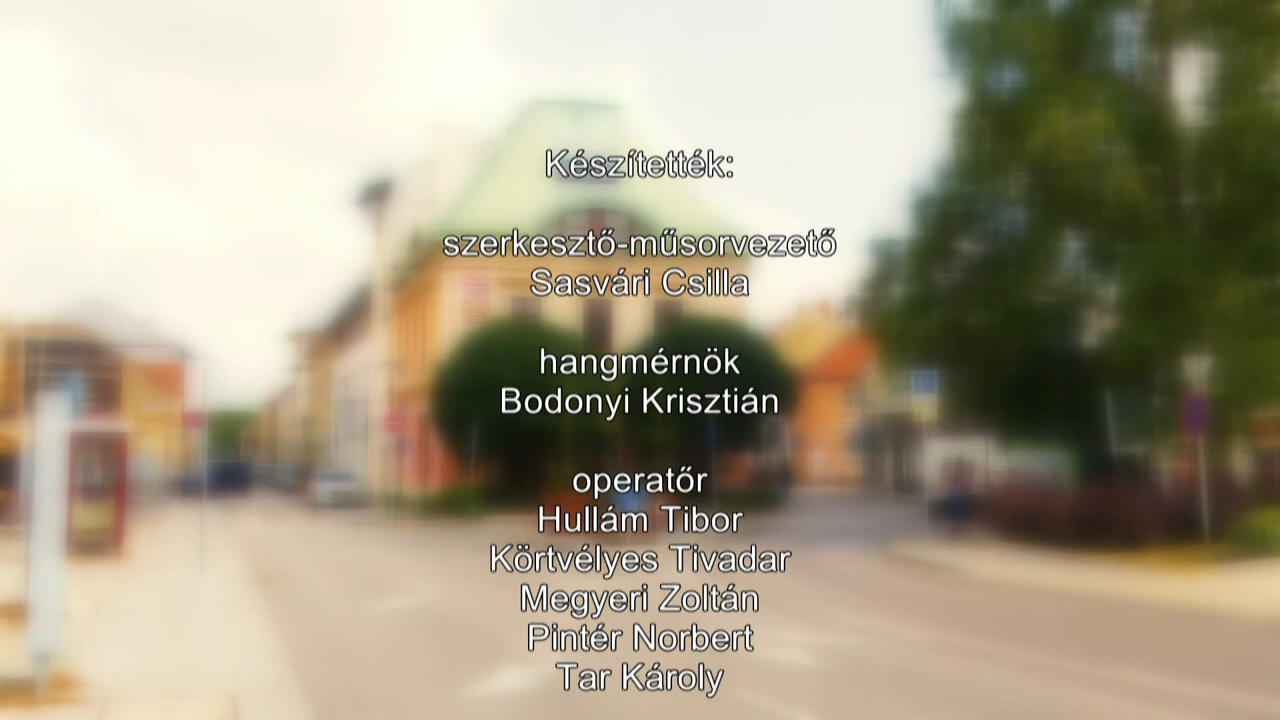 Készítették:
szerkesztő-műsorvezető
Sasvári Csilla
hangmérnök
Bodonyi Krisztián
operatőr
Hullám Tibor
Körtvélyes Tivadar
Megyeri Zoltán
Pintér Norbert
Tar Károly